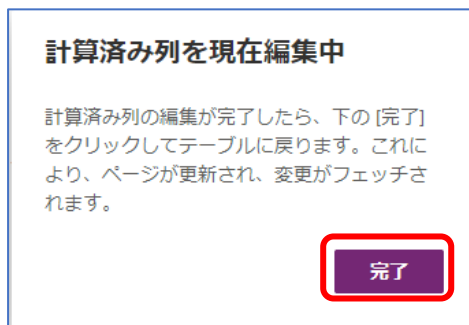 計算済み列を現在編集中
計算済み列の編集が完了したら、下の [完了]
をクリックしてテーブルに戻ります。これに
より、ページが更新され、変更がフェッチさ
れます。
完了